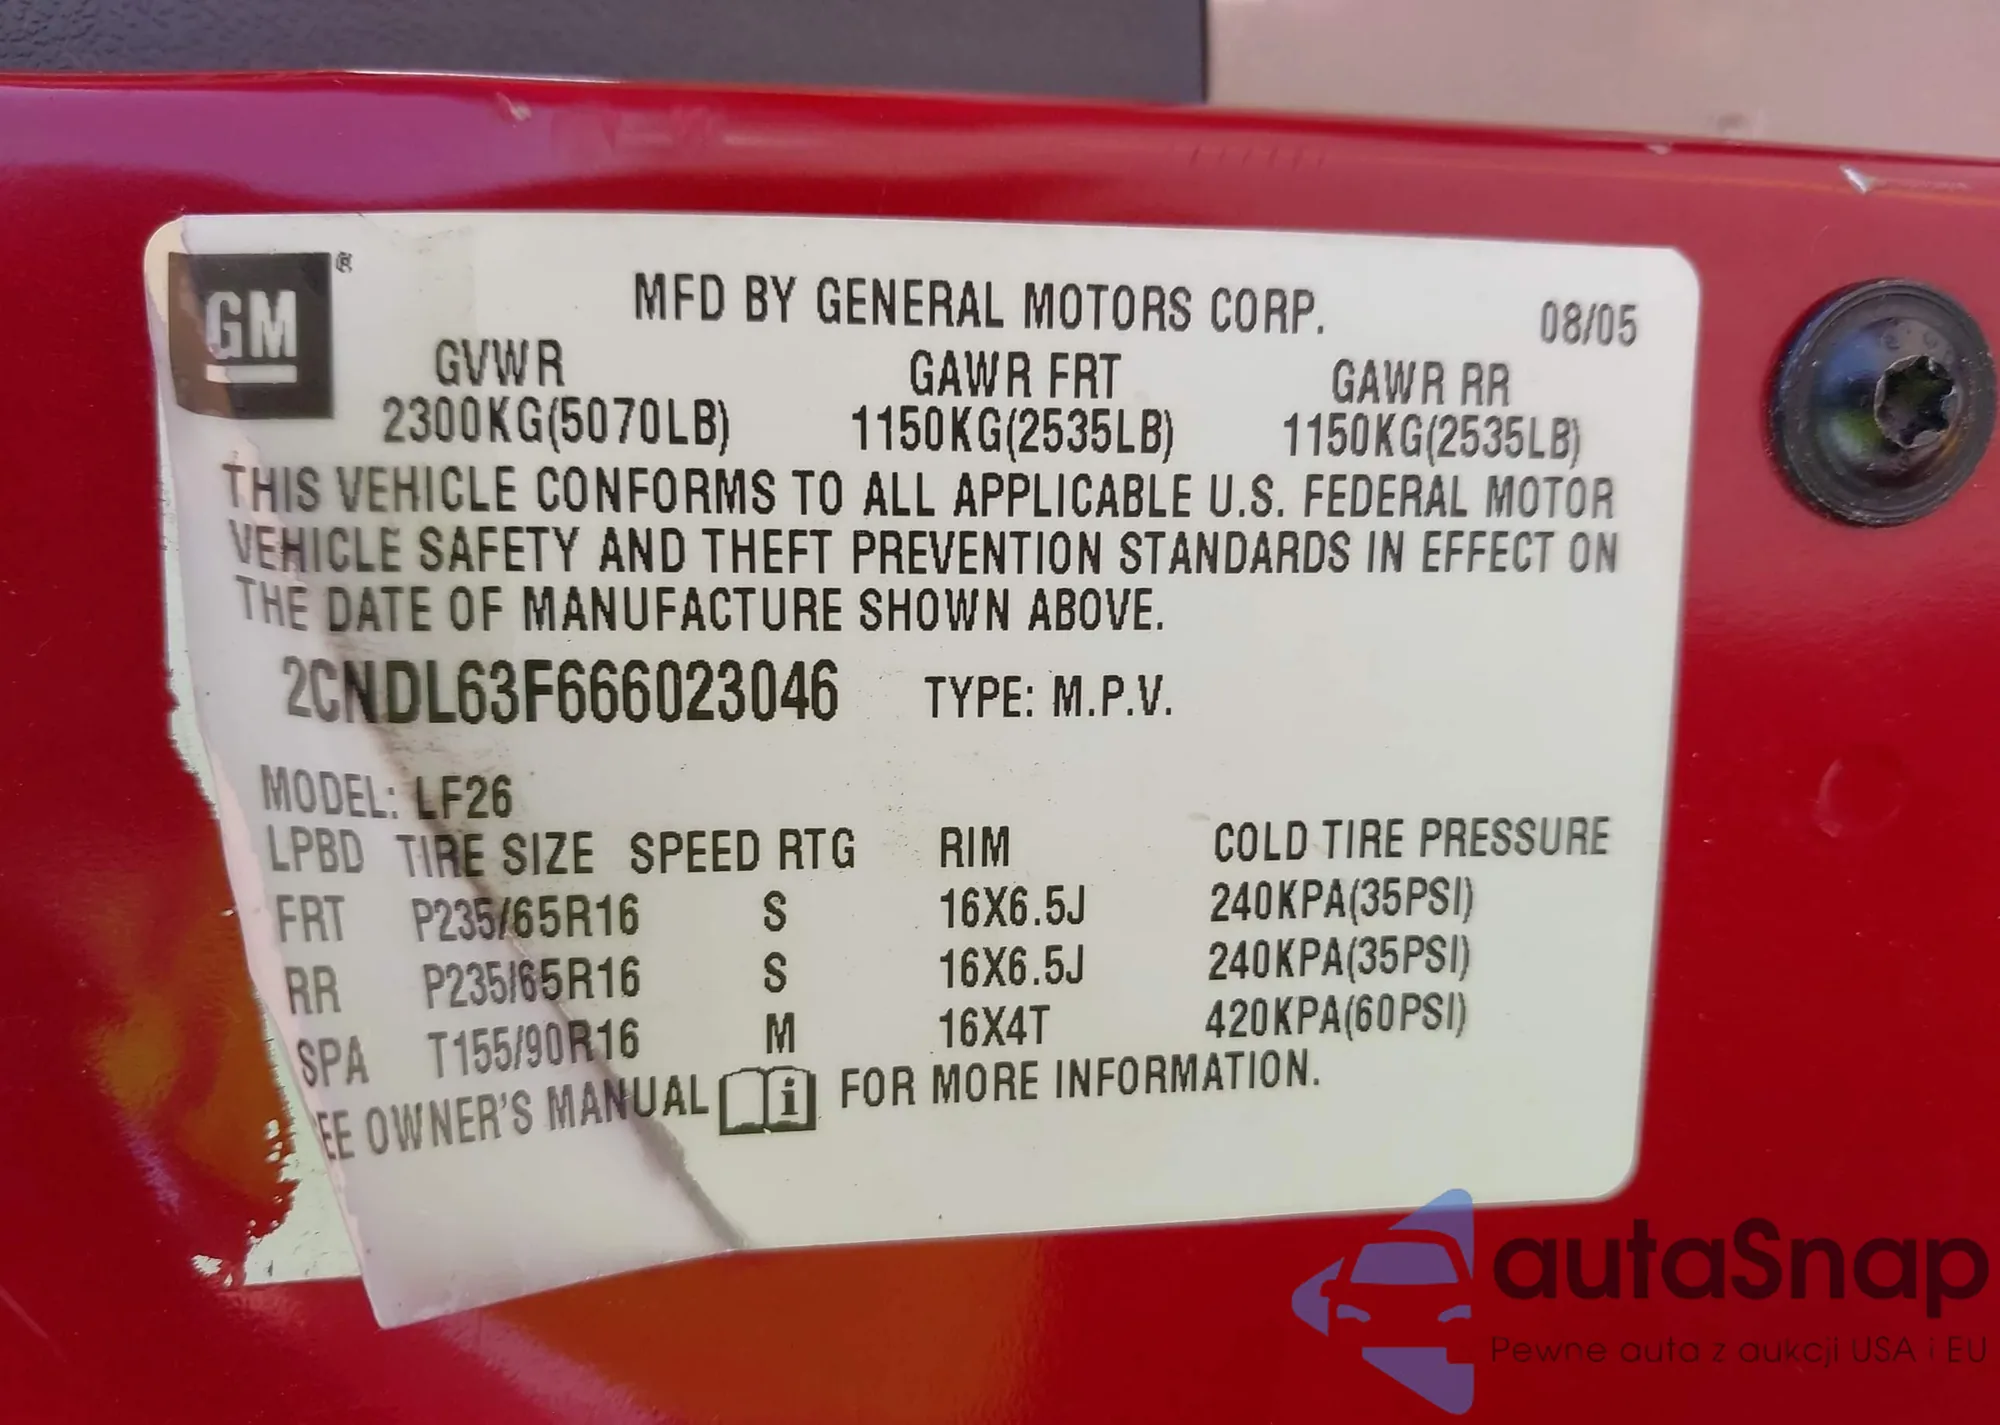 GM®
MFD BY GENERAL MOTORS CORP.
08/05
GVWR GAWR FRT GAWR RR
2300KG(5070LB) 1150KG(2535LB) 1150KG(2535LB)
THIS VEHICLE CONFORMS TO ALL APPLICABLE U.S. FEDERAL MOTOR
VEHICLE SAFETY AND THEFT PREVENTION STANDARDS IN EFFECT ON
THE DATE OF MANUFACTURE SHOWN ABOVE.
2CNDL63F666023046 TYPE: M.P.V.
MODEL: LF26
LPBD TIRE SIZE SPEED RTG RIM COLD TIRE PRESSURE
FRT P235/65R16 S 16X6.5J 240KPA(35PSI)
RR P235/65R16 S 16X6.5J 240KPA(35PSI)
SPA T155/90R16 M 16X4T 420KPA(60PSI)
EE OWNER'S MANUAL i FOR MORE INFORMATION.
autaSnap
Pewne auta z aukcji USA i EU